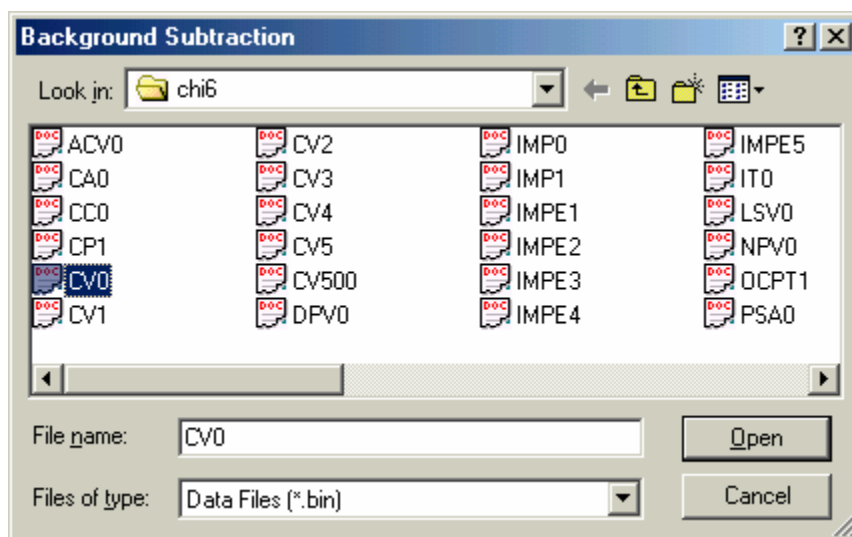 Background Subtraction
Look in: chi6
ACV0 CV2 IMP0 IMPE5
CA0 CV3 IMP1 IT0
CC0 CV4 IMPE1 LSV0
CP1 CV5 IMPE2 NPV0
CV0 CV500 IMPE3 OCPT1
CV1 DPV0 IMPE4 PSA0
File name: CV0 Open
Files of type: Data Files (*.bin) Cancel